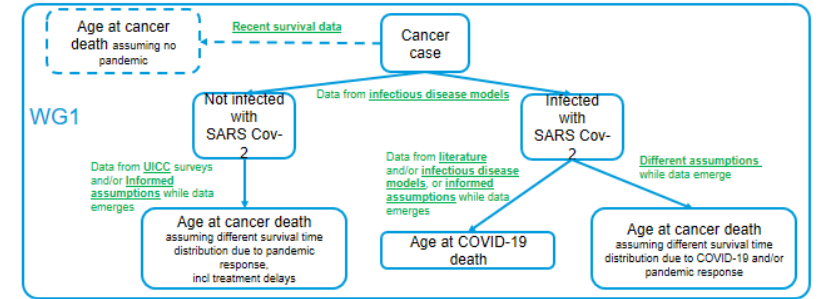 Age at cancer
death assuming no
pandemic
Recent survival data
Cancer
case
WG1
Not infected
with
SARS Cov-
2
Data from infectious disease models
Infected
with
SARS Cov-
2
Data from UICC surveys
and/or Informed
assumptions while data
emerges
Data from literature
and/or infectious disease
models, or informed
assumptions while data
emerges
Different assumptions
while data emerge
Age at cancer death
assuming different survival time
distribution due to pandemic
response,
incl treatment delays
Age at COVID-19
death
Age at cancer death
assuming different survival time
distribution due to COVID-19 and/or
pandemic response